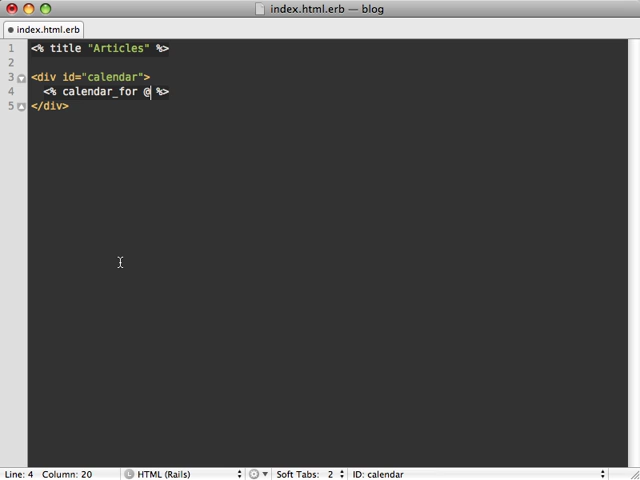 index.html.erb — blog
index.html.erb
1 <% title "Articles" %>
2
3 <div id="calendar">
4 <% calendar_for @ %>
5 </div>
Line: 4 Column: 20 L HTML (Rails) Soft Tabs: 2 ID: calendar